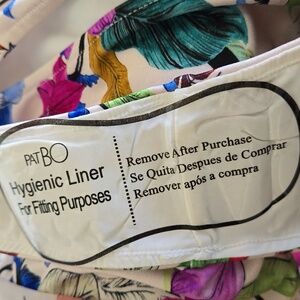 PATBO
Hygienic Liner
For Fitting Purposes
Remove After Purchase
Se Quita Despues de Comprar
Remover após a compra